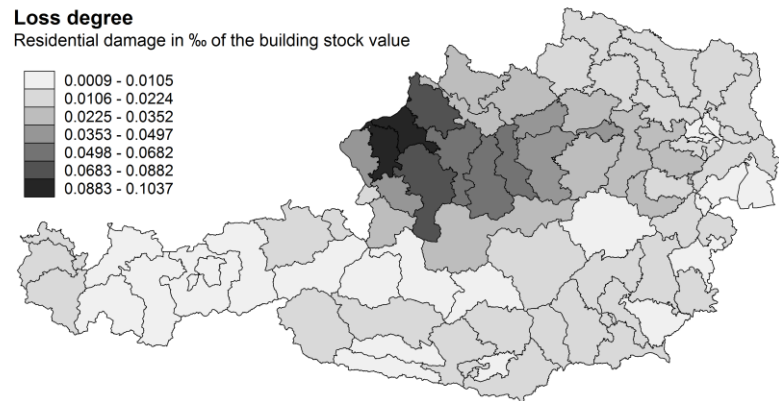 Loss degree
Residential damage in ‰ of the building stock value
0.0009 - 0.0105
0.0106 - 0.0224
0.0225 - 0.0352
0.0353 - 0.0497
0.0498 - 0.0682
0.0683 - 0.0882
0.0883 - 0.1037